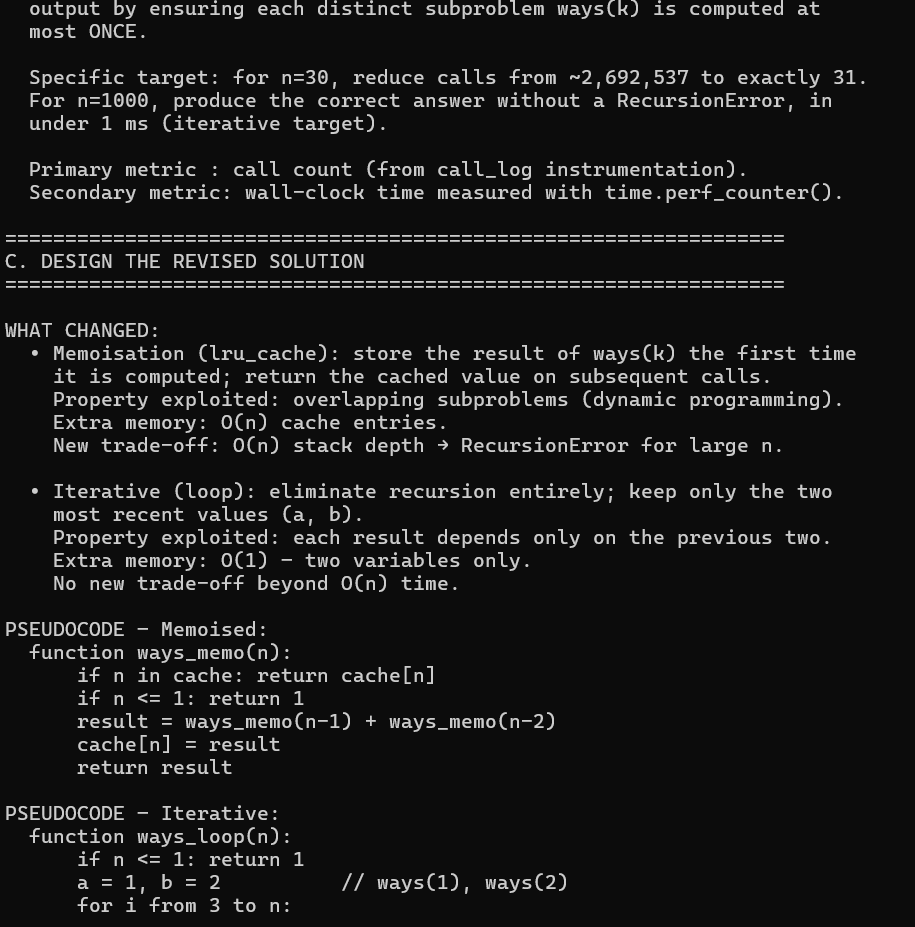 output by ensuring each distinct subproblem ways(k) is computed at
most ONCE.
Specific target: for n=30, reduce calls from ~2,692,537 to exactly 31.
For n=1000, produce the correct answer without a RecursionError, in
under 1 ms (iterative target).
Primary metric : call count (from call_log instrumentation).
Secondary metric: wall-clock time measured with time.perf_counter().
=================================================================
C. DESIGN THE REVISED SOLUTION
=================================================================
WHAT CHANGED:
• Memoisation (lru_cache): store the result of ways(k) the first time
it is computed; return the cached value on subsequent calls.
Property exploited: overlapping subproblems (dynamic programming).
Extra memory: O(n) cache entries.
New trade-off: O(n) stack depth → RecursionError for large n.
• Iterative (loop): eliminate recursion entirely; keep only the two
most recent values (a, b).
Property exploited: each result depends only on the previous two.
Extra memory: O(1) — two variables only.
No new trade-off beyond O(n) time.
PSEUDOCODE — Memoised:
function ways_memo(n):
if n in cache: return cache[n]
if n <= 1: return 1
result = ways_memo(n-1) + ways_memo(n-2)
cache[n] = result
return result
PSEUDOCODE — Iterative:
function ways_loop(n):
if n <= 1: return 1
a = 1, b = 2 // ways(1), ways(2)
for i from 3 to n: